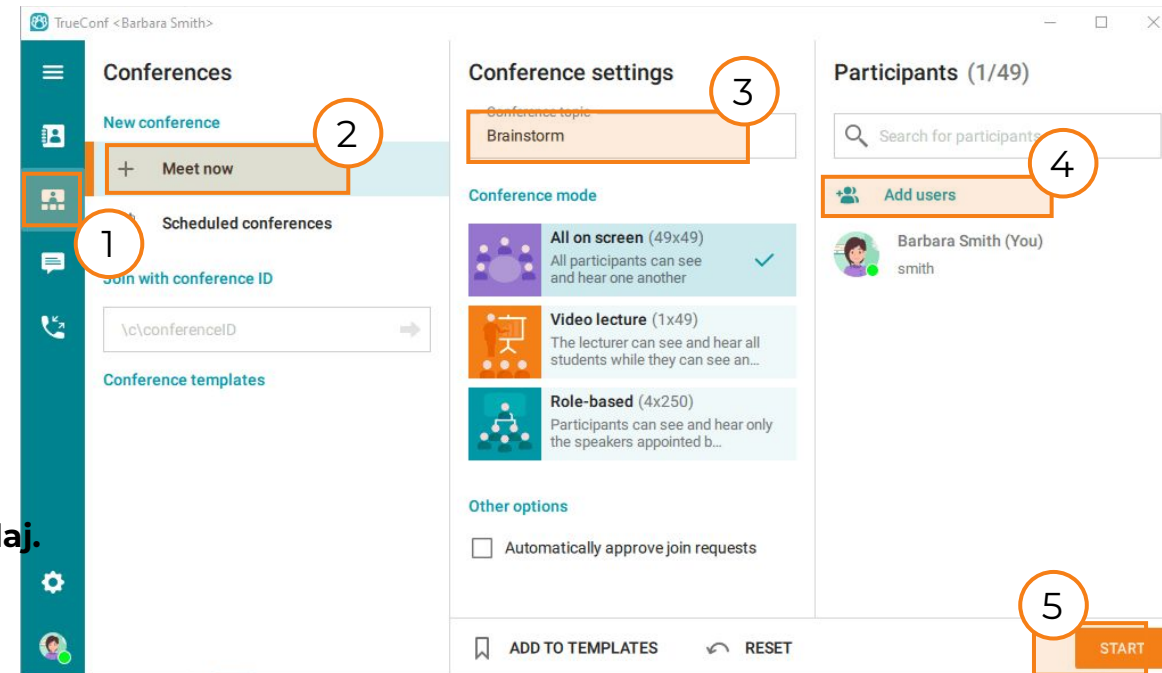 TrueConf <Barbara Smith>
Conferences
New conference
2
+ Meet now
Scheduled conferences
1
Join with conference ID
\c\conferenceID
Conference templates
Conference settings
3
Conference topic
Brainstorm
Conference mode
All on screen (49x49)
All participants can see
and hear one another
Video lecture (1x49)
The lecturer can see and hear all
students while they can see an...
Role-based (4x250)
Participants can see and hear only
the speakers appointed b...
Other options
Automatically approve join requests
ADD TO TEMPLATES
RESET
Participants (1/49)
Search for participants
4
Add users
Barbara Smith (You)
smith
5
START